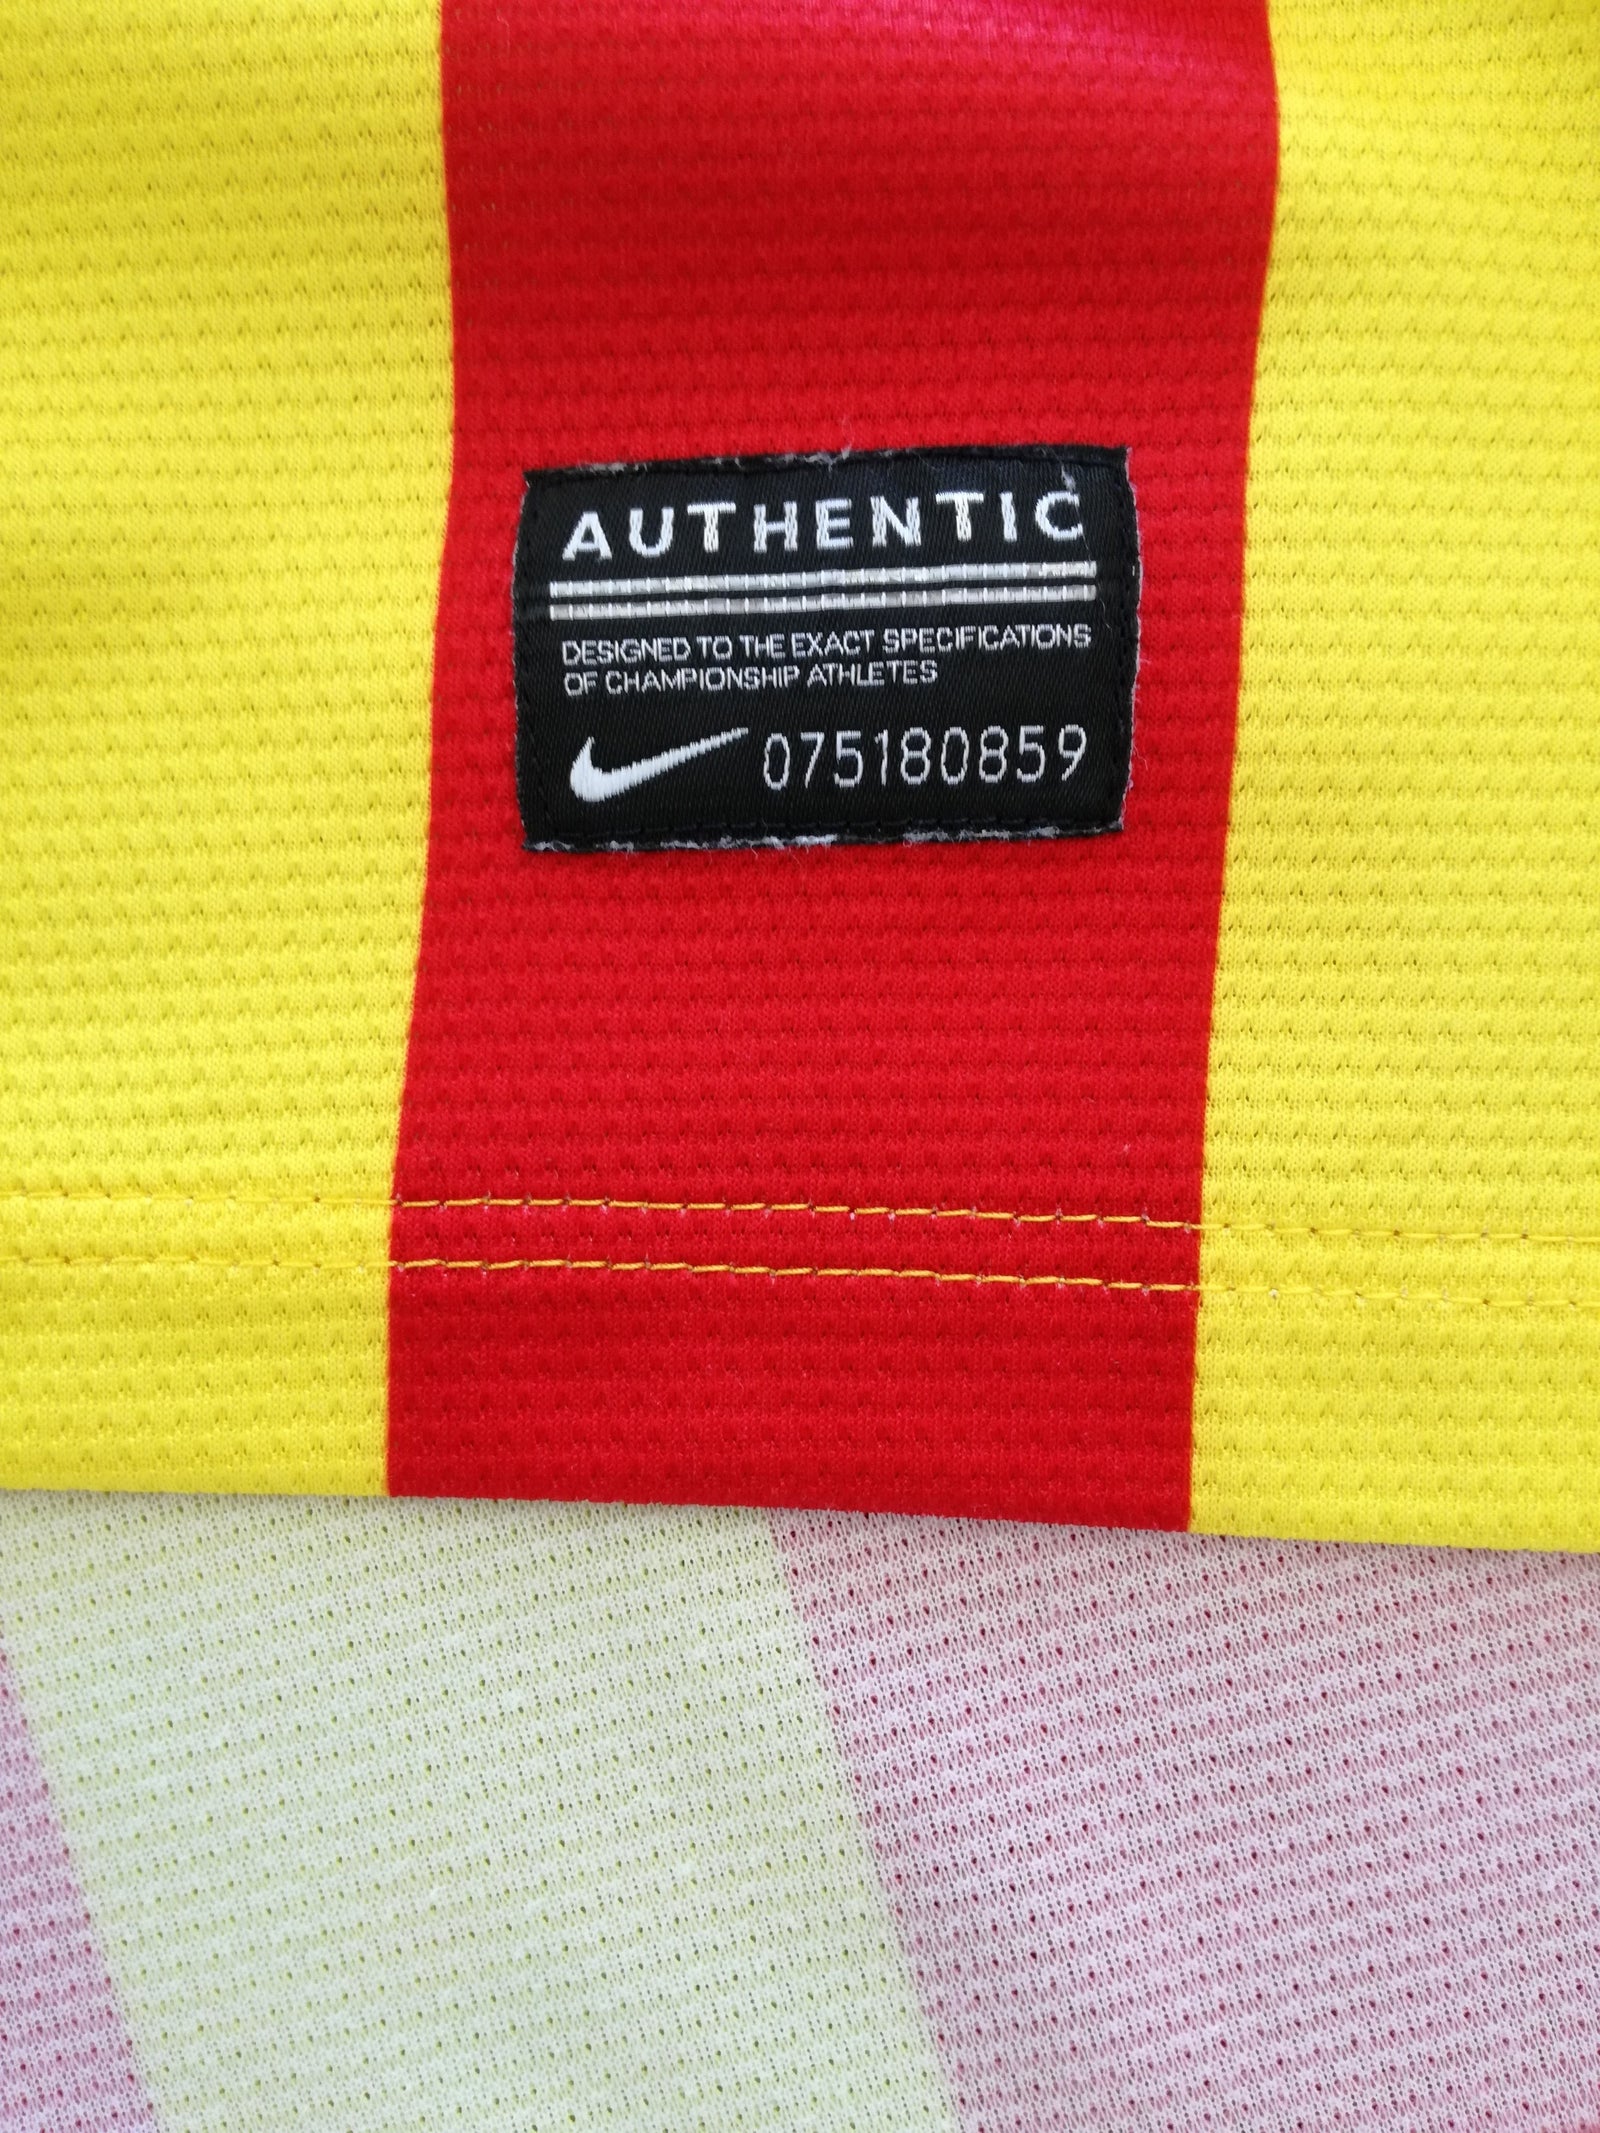 AUTHENTIC
DESIGNED TO THE EXACT SPECIFICATIONS
OF CHAMPIONSHIP ATHLETES
075180859